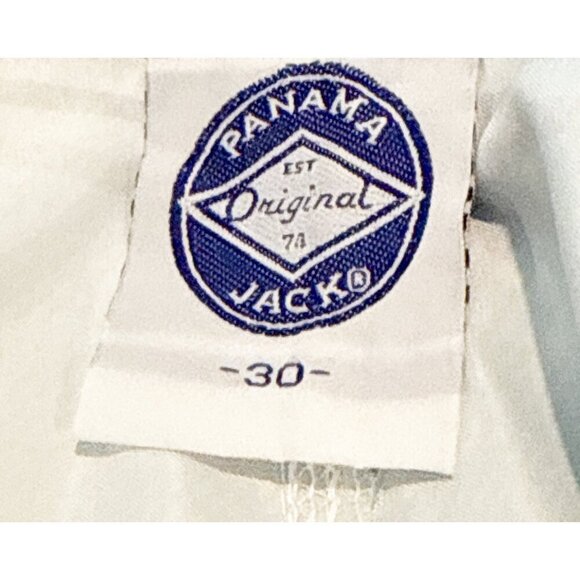 PANAMA
EST
Original
74
JACK®
-30-